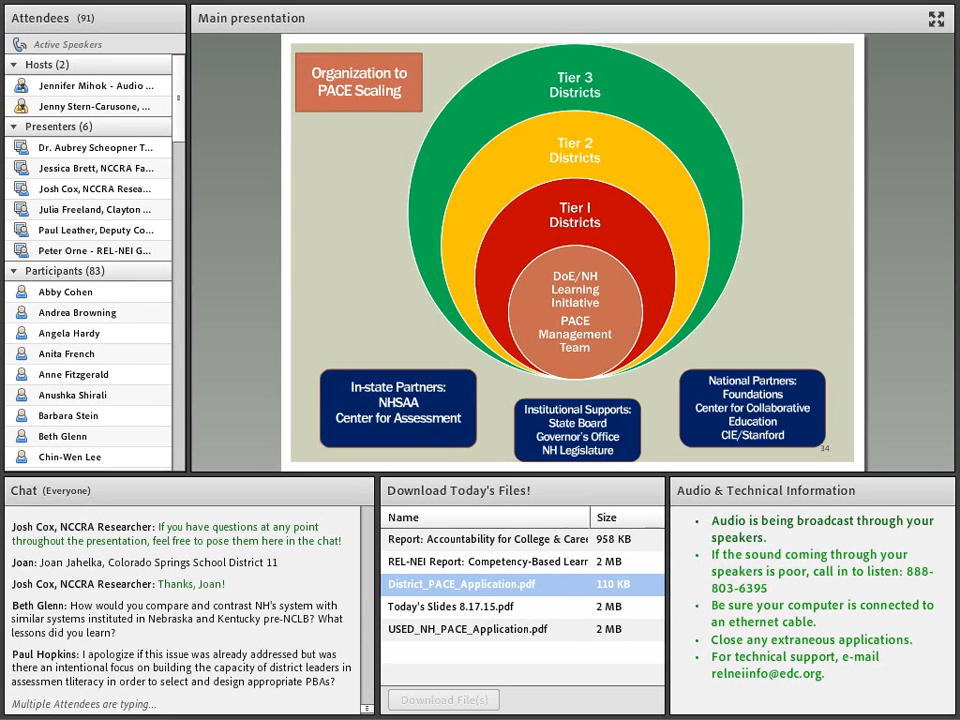 Attendees (91)
Active Speakers
Hosts (2)
Jennifer Mihok - Audio ...
Jenny Stern-Carusone, ...
Presenters (6)
Dr. Aubrey Scheopner T...
Jessica Brett, NCCRA Fa...
Josh Cox, NCCRA Resea...
Julia Freeland, Clayton ...
Paul Leather, Deputy Co...
Peter Orne - REL-NEI G...
Participants (83)
Abby Cohen
Andrea Browning
Angela Hardy
Anita French
Anne Fitzgerald
Anushka Shirali
Barbara Stein
Beth Glenn
Chin-Wen Lee
Main presentation
Organization to
PACE Scaling
Tier 3
Districts
Tier 2
Districts
Tier I
Districts
DoE/NH
Learning
Initiative
PACE
Management
Team
In-state Partners:
NHSAA
Center for Assessment
Institutional Supports:
State Board
Governor's Office
NH Legislature
National Partners:
Foundations
Center for Collaborative
Education
CIE/Stanford
34
Chat (Everyone)
Josh Cox, NCCRA Researcher: If you have questions at any point
throughout the presentation, feel free to pose them here in the chat!
Joan: Joan Jahelka, Colorado Springs School District 11
Josh Cox, NCCRA Researcher: Thanks, Joan!
Beth Glenn: How would you compare and contrast NH's system with
similar systems instituted in Nebraska and Kentucky pre-NCLB? What
lessons did you learn?
Paul Hopkins: I apologize if this issue was already addressed but was
there an intentional focus on building the capacity of district leaders in
assessmen tliteracy in order to select and design appropriate PBAs?
Multiple Attendees are typing...
Download Today's Files!
Name Size
Report: Accountability for College & Caree 958 KB
REL-NEI Report: Competency-Based Learr 2 MB
District_PACE_Application.pdf 110 KB
Today's Slides 8.17.15.pdf 2 MB
USED_NH_PACE_Application.pdf 2 MB
Download File(s)
Audio & Technical Information
• Audio is being broadcast through your
speakers.
• If the sound coming through your
speakers is poor, call in to listen: 888-
803-6395
• Be sure your computer is connected to
an ethernet cable.
• Close any extraneous applications.
• For technical support, e-mail
relneiinfo@edc.org.